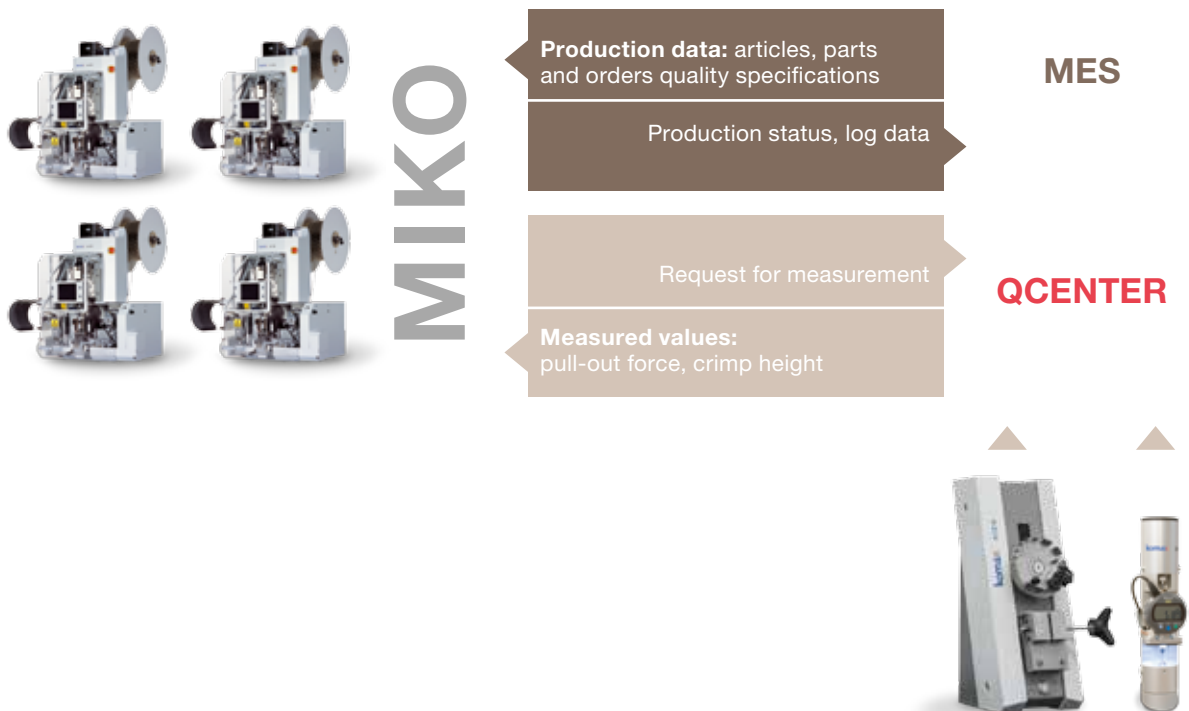 MIKO
Production data: articles, parts
and orders quality specifications
Production status, log data
MES
Request for measurement
Measured values:
pull-out force, crimp height
QCENTER